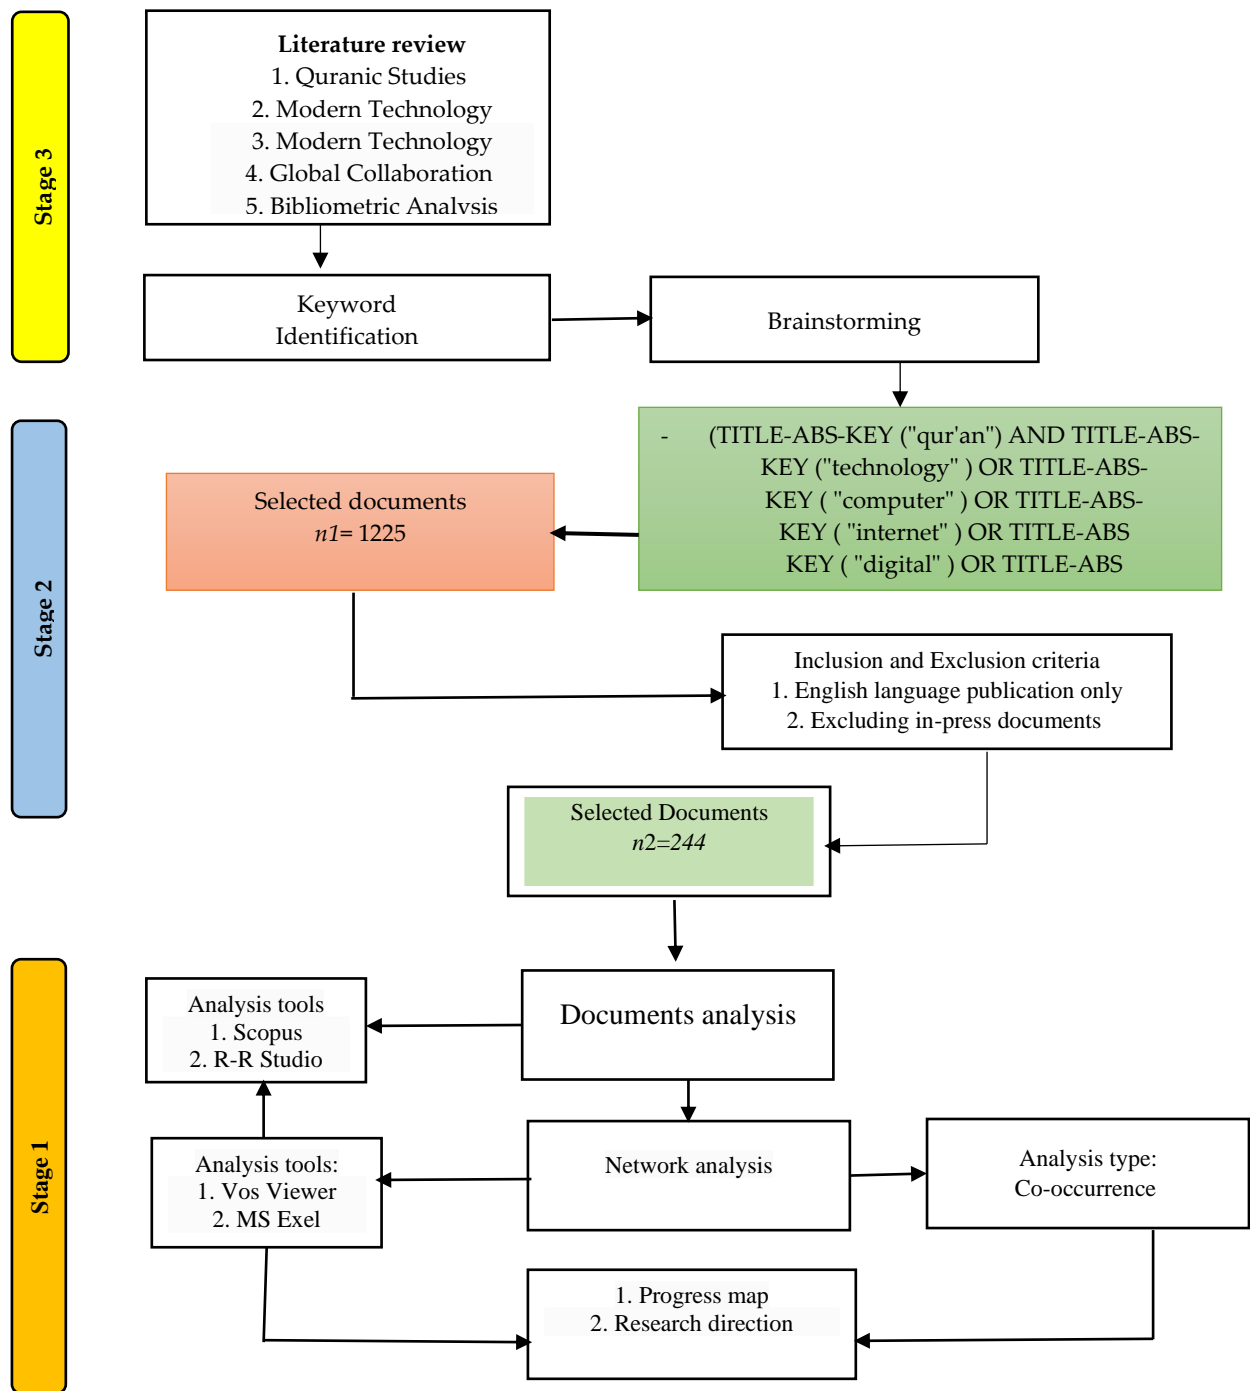 Stage 3
Literature review
1. Quranic Studies
2. Modern Technology
3. Modern Technology
4. Global Collaboration
5. Bibliometric Analysis
Keyword
Identification
Brainstorming
Stage 2
- (TITLE-ABS-KEY ("qur'an") AND TITLE-ABS-
KEY ("technology" ) OR TITLE-ABS-
KEY ( "computer" ) OR TITLE-ABS-
KEY ( "internet" ) OR TITLE-ABS
KEY ( "digital" ) OR TITLE-ABS
Selected documents
n1= 1225
Inclusion and Exclusion criteria
1. English language publication only
2. Excluding in-press documents
Selected Documents
n2=244
Stage 1
Documents analysis
Analysis tools
1. Scopus
2. R-R Studio
Network analysis
Analysis tools:
1. Vos Viewer
2. MS Exel
Analysis type:
Co-occurrence
1. Progress map
2. Research direction